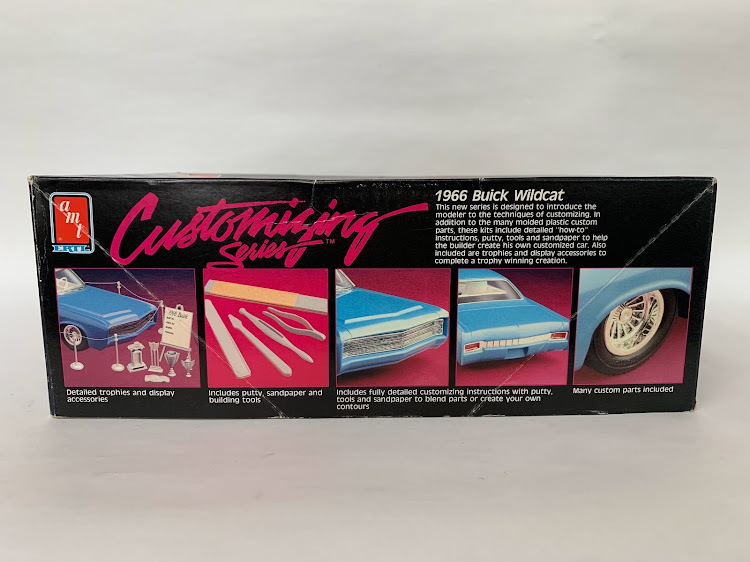 amt
ERTL
Customizing
Series™
1966 Buick Wildcat
This new series is designed to introduce the
modeler to the techniques of customizing. In
addition to the many molded plastic custom
parts, these kits include detailed "how-to"
instructions, putty, tools and sandpaper to help
the builder create his own customized car. Also
included are trophies and display accessories to
complete a trophy winning creation.
Detailed trophies and display
accessories
Includes putty, sandpaper and
building tools
Includes fully detailed customizing instructions with putty,
tools and sandpaper to blend parts or create your own
contours
Many custom parts included